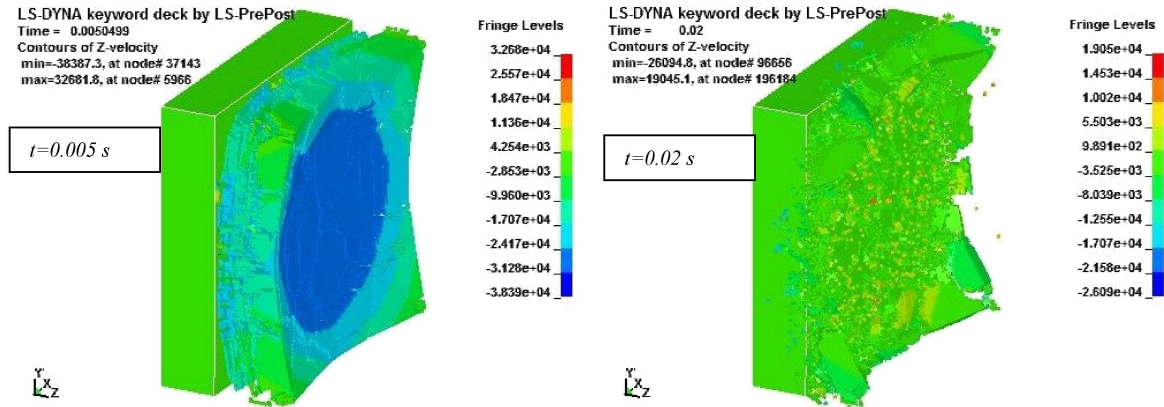 LS-DYNA keyword deck by LS-PrePost
Time = 0.0050499
Contours of Z-velocity
min=-38387.3, at node# 37143
max=32681.8, at node# 5966
t=0.005 s
Fringe Levels
3.268e+04
2.557e+04
1.847e+04
1.136e+04
4.254e+03
-2.853e+03
-9.960e+03
-1.707e+04
-2.417e+04
-3.128e+04
-3.839e+04
Y
X
Z
LS-DYNA keyword deck by LS-PrePost
Time = 0.02
Contours of Z-velocity
min=-26094.8, at node# 96656
max=19045.1, at node# 196184
t=0.02 s
Fringe Levels
1.905e+04
1.453e+04
1.002e+04
5.503e+03
9.891e+02
-3.525e+03
-8.039e+03
-1.255e+04
-1.707e+04
-2.158e+04
-2.609e+04
Y
X
Z